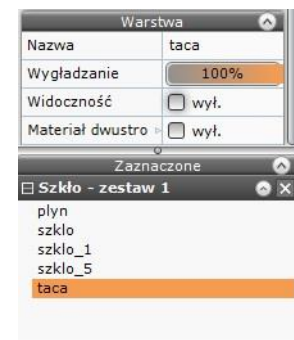 Warstwa
Nazwa taca
Wygładzanie 100%
Widoczność wył.
Materiał dwustro wył.
Zaznaczone
Szkło - zestaw 1
plyn
szklo
szklo_1
szklo_5
taca